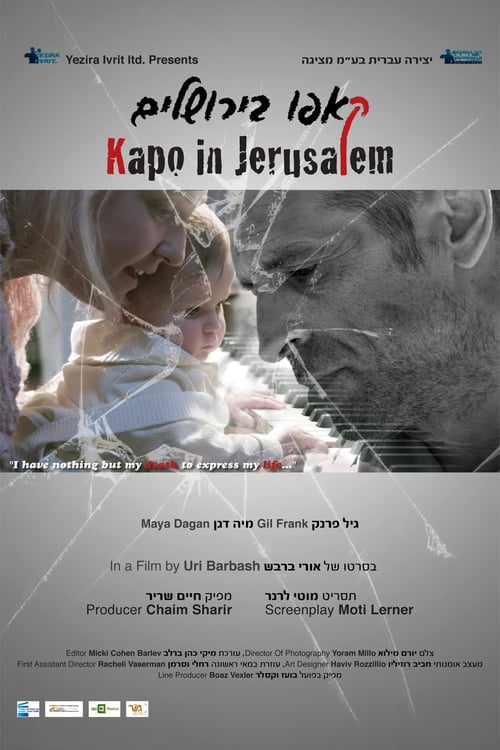 YEZIRA IVRIT. Yezira Ivrit ltd. Presents יצירה עברית בע"מ מציגה
קאפו בירושלים
Kapo in Jerusalem
"I have nothing but my death to express my life..."
Maya Dagan מיה דגן Gil Frank גיל פרנק
In a Film by Uri Barbash בסרטו של אורי ברבש
מפיק חיים שריר תסריט מוטי לרנר
Producer Chaim Sharir Screenplay Moti Lerner
Editor Micki Cohen Barlev עורכת מיקי כהן ברלב, Director Of Photography Yoram Millo צלם יורם מילוא
First Assistant Director Racheli Vaserman עוזרת במאי ראשונה רחלי וסרמן, Art Designer Haviv Rozzillio מעצב אומנותי חביב רוזיליו
Line Producer Boaz Vexler מפיק בפועל בועז וקסלר